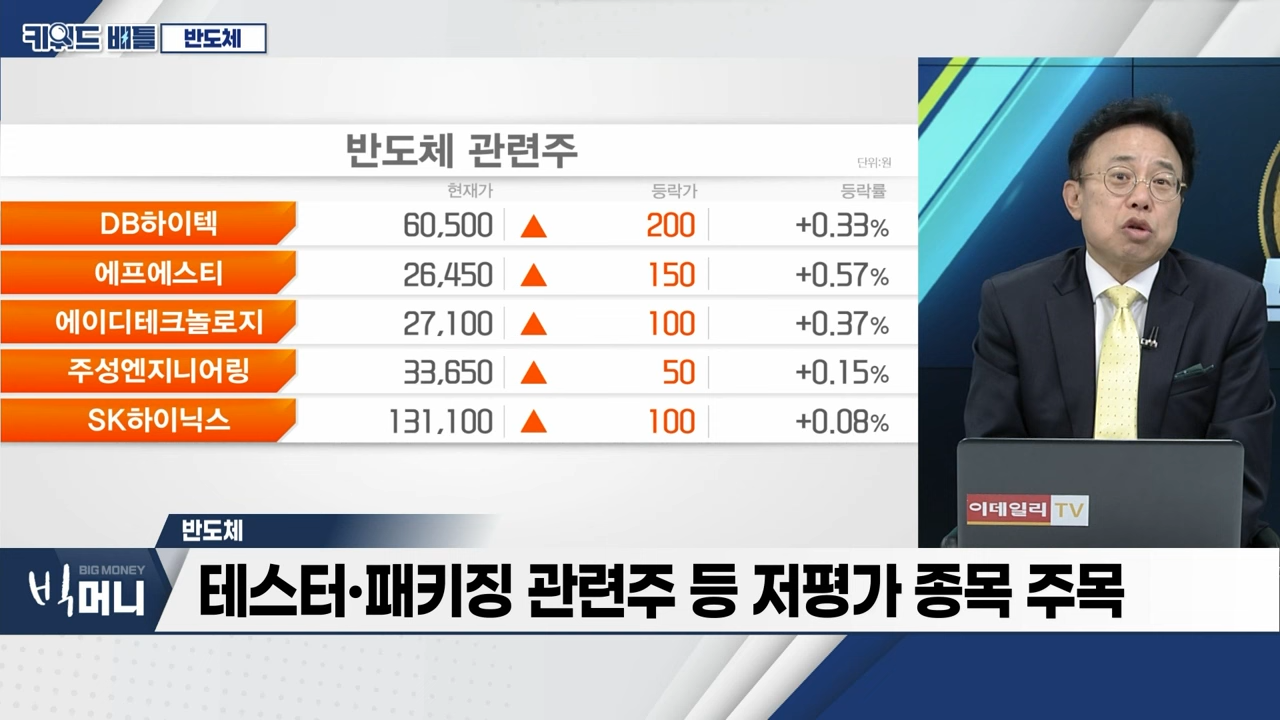 키워드 배틀 반도체
반도체 관련주
단위:원
현재가 등락가 등락률
DB하이텍 60,500 ▲ 200 +0.33%
에프에스티 26,450 ▲ 150 +0.57%
에이디테크놀로지 27,100 ▲ 100 +0.37%
주성엔지니어링 33,650 ▲ 50 +0.15%
SK하이닉스 131,100 ▲ 100 +0.08%
이데일리TV
반도체
BIG MONEY
빅머니
테스터·패키징 관련주 등 저평가 종목 주목